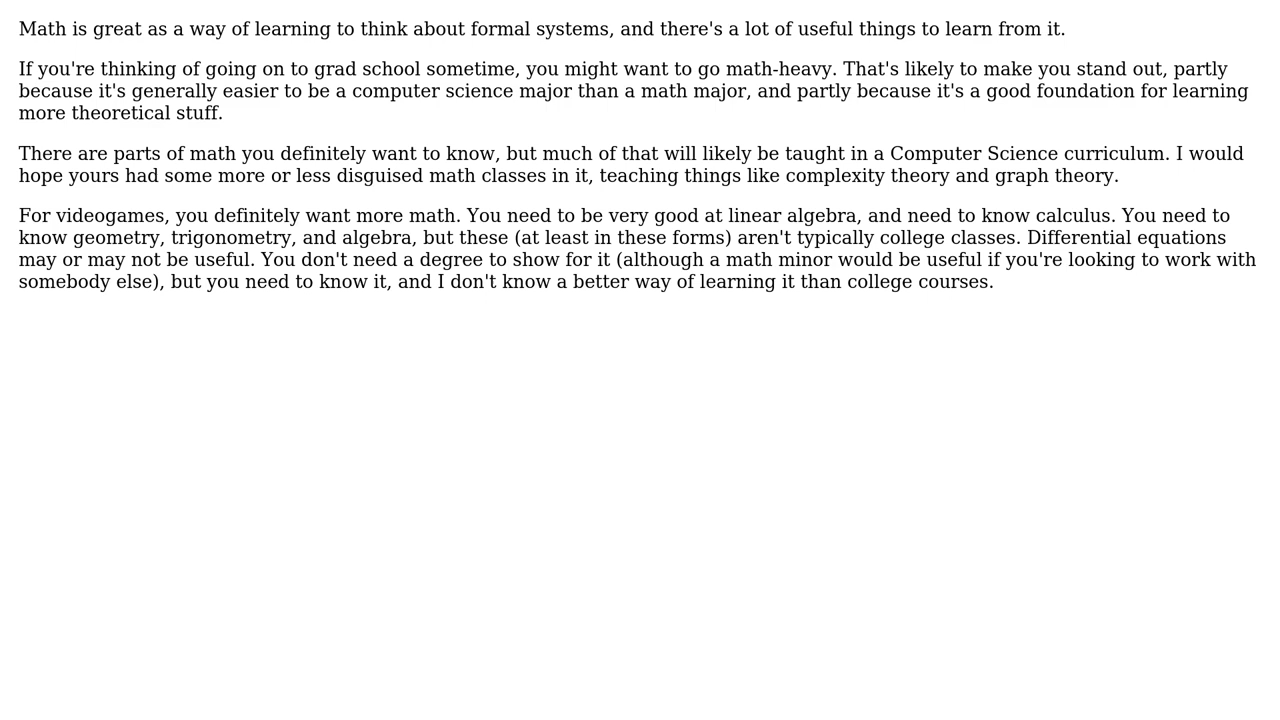 Math is great as a way of learning to think about formal systems, and there's a lot of useful things to learn from it.
If you're thinking of going on to grad school sometime, you might want to go math-heavy. That's likely to make you stand out, partly
because it's generally easier to be a computer science major than a math major, and partly because it's a good foundation for learning
more theoretical stuff.
There are parts of math you definitely want to know, but much of that will likely be taught in a Computer Science curriculum. I would
hope yours had some more or less disguised math classes in it, teaching things like complexity theory and graph theory.
For videogames, you definitely want more math. You need to be very good at linear algebra, and need to know calculus. You need to
know geometry, trigonometry, and algebra, but these (at least in these forms) aren't typically college classes. Differential equations
may or may not be useful. You don't need a degree to show for it (although a math minor would be useful if you're looking to work with
somebody else), but you need to know it, and I don't know a better way of learning it than college courses.